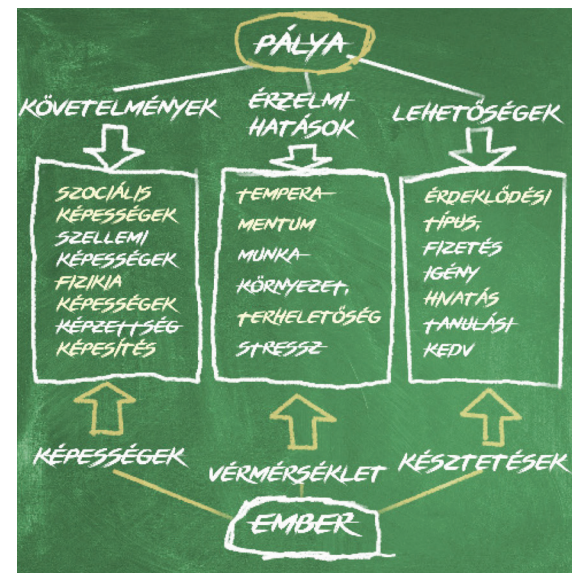 PÁLYA
KÖVETELMÉNYEK
ÉRZELMI
HATÁSOK
LEHETŐSÉGEK
SZOCIÁLIS
KÉPESSÉGEK
SZELLEMI
KÉPESSÉGEK
FIZIKIA
KÉPESSÉGEK
KÉPZETTSÉG
KÉPESÍTÉS
TEMPERA-
MENTUM
MUNKA-
KÖRNYEZET,
TERHELETŐSÉG
STRESSZ
ÉRDEKLŐDÉSI
TÍPUS,
FIZETÉS
IGÉNY
HIVATÁS
TANULÁSI
KEDV
KÉPESSÉGEK
VÉRMÉRSÉKLET
KÉSZTETÉSEK
EMBER